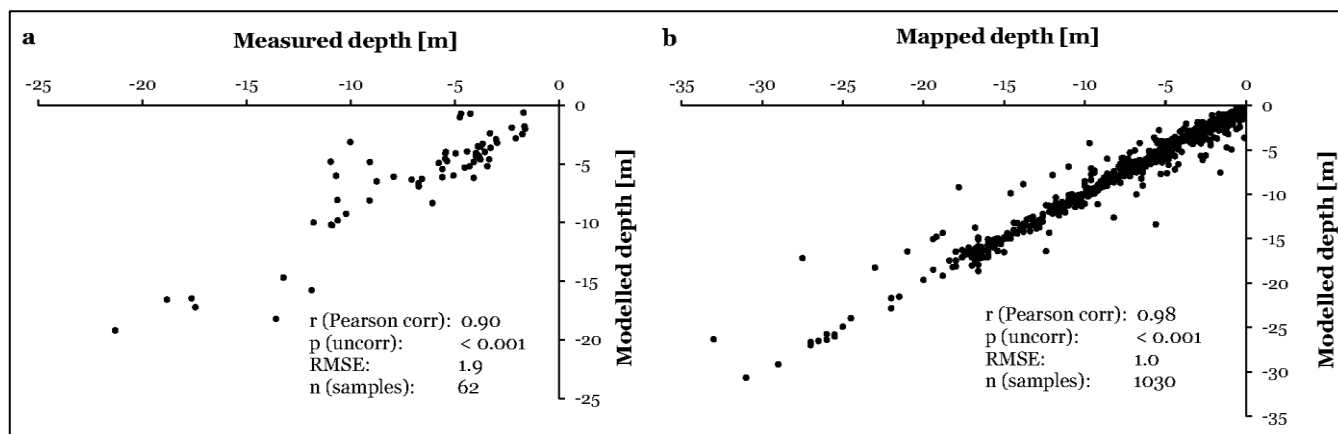 a
Measured depth [m]
-25 -20 -15 -10 -5 0
0
-5
-10
-15
-20
-25
Modelled depth [m]
r (Pearson corr): 0.90
p (uncorr): < 0.001
RMSE: 1.9
n (samples): 62
b
Mapped depth [m]
-35 -30 -25 -20 -15 -10 -5 0
0
-5
-10
-15
-20
-25
-30
-35
Modelled depth [m]
r (Pearson corr): 0.98
p (uncorr): < 0.001
RMSE: 1.0
n (samples): 1030